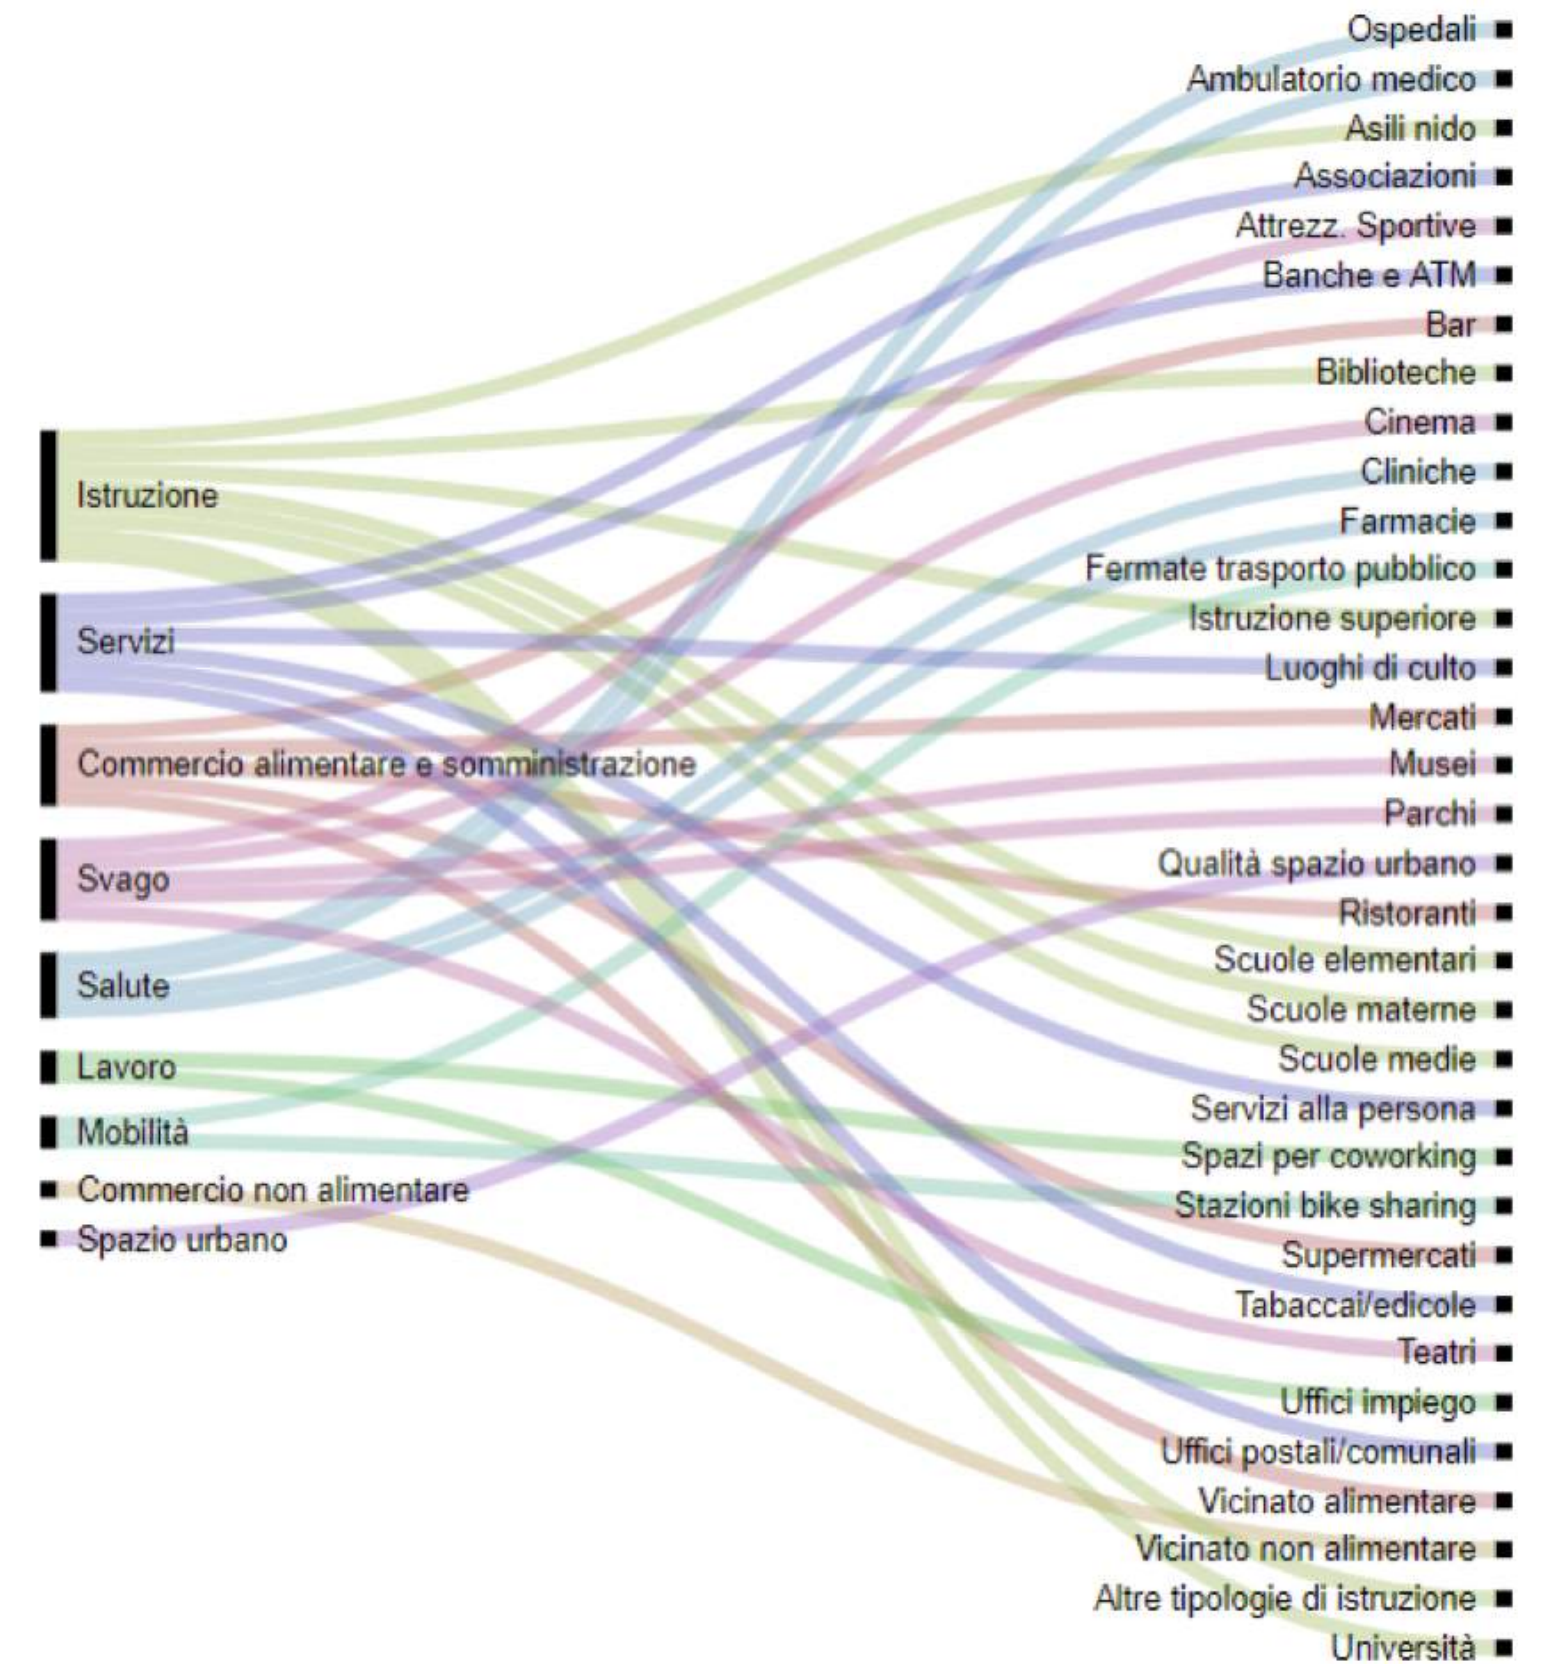 Istruzione
Servizi
Commercio alimentare e somministrazione
Svago
Salute
Lavoro
Mobilità
Commercio non alimentare
Spazio urbano
Ospedali
Ambulatorio medico
Asili nido
Associazioni
Attrezz. Sportive
Banche e ATM
Bar
Biblioteche
Cinema
Cliniche
Farmacie
Fermate trasporto pubblico
Istruzione superiore
Luoghi di culto
Mercati
Musei
Parchi
Qualità spazio urbano
Ristoranti
Scuole elementari
Scuole materne
Scuole medie
Servizi alla persona
Spazi per coworking
Stazioni bike sharing
Supermercati
Tabaccai/edicole
Teatri
Uffici impiego
Uffici postali/comunali
Vicinato alimentare
Vicinato non alimentare
Altre tipologie di istruzione
Università